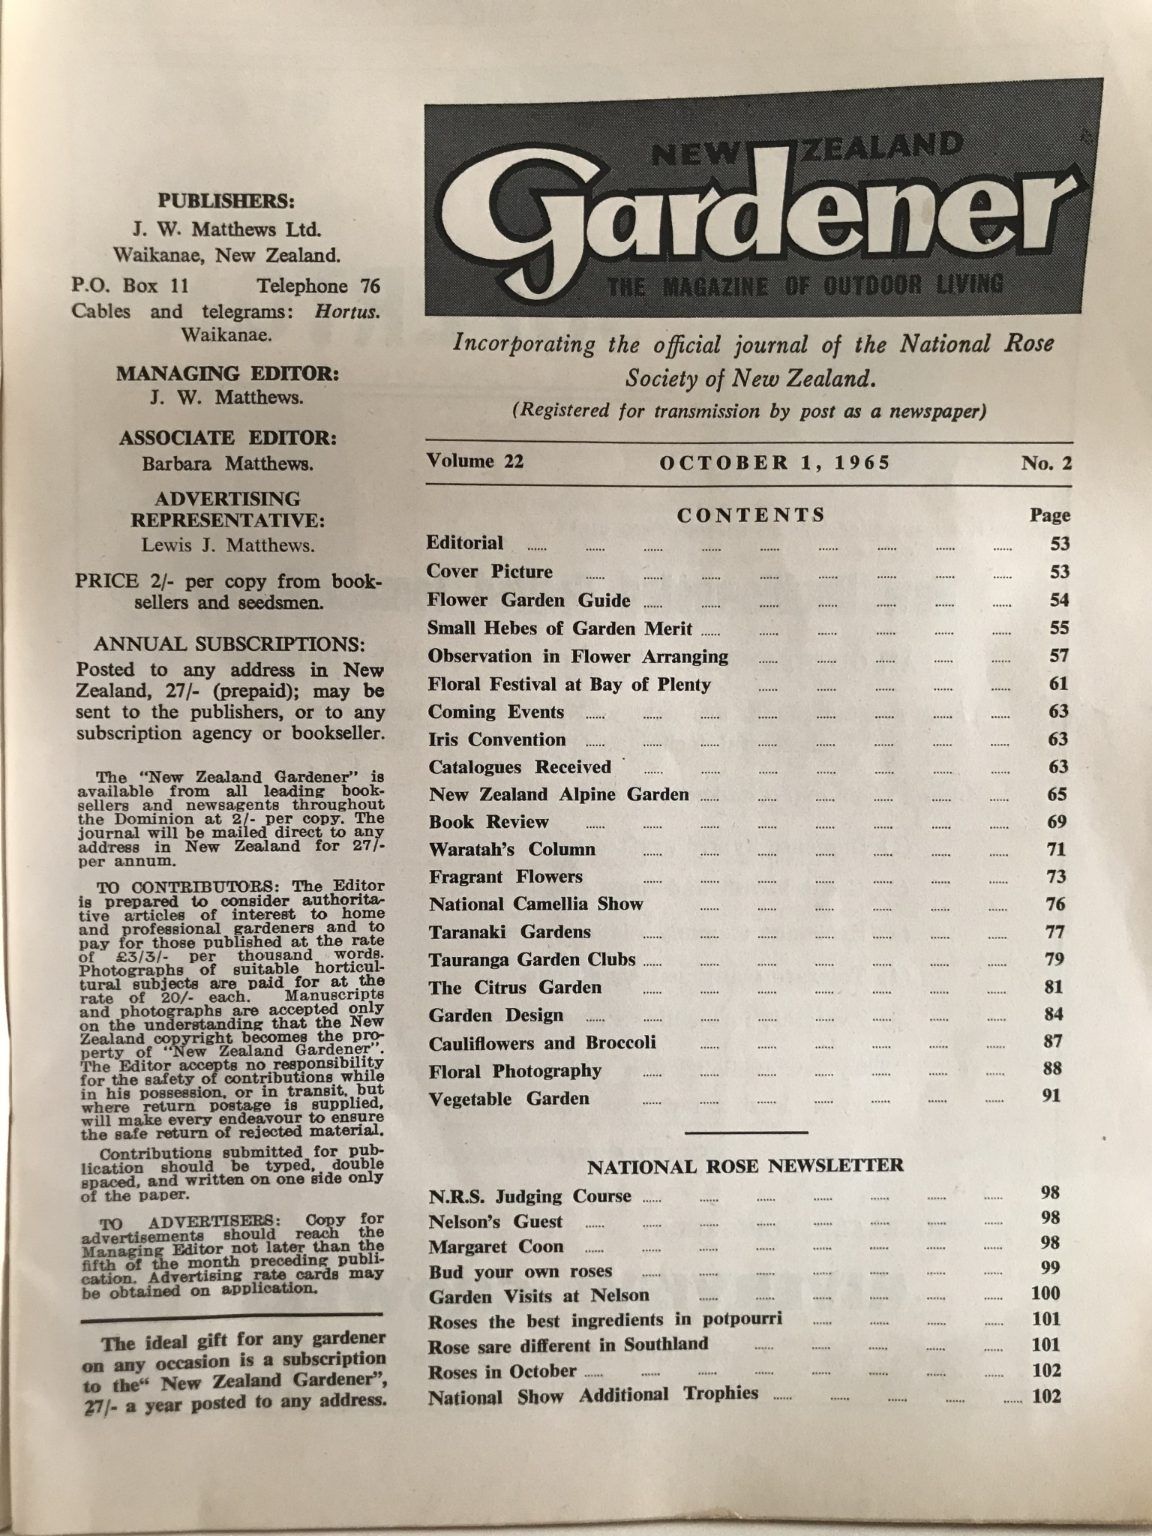 PUBLISHERS:
J. W. Matthews Ltd.
Waikanae, New Zealand.
P.O. Box 11 Telephone 76
Cables and telegrams: Hortus.
Waikanae.
MANAGING EDITOR:
J. W. Matthews.
ASSOCIATE EDITOR:
Barbara Matthews.
ADVERTISING
REPRESENTATIVE:
Lewis J. Matthews.
PRICE 2/- per copy from book-
sellers and seedsmen.
ANNUAL SUBSCRIPTIONS:
Posted to any address in New
Zealand, 27/- (prepaid); may be
sent to the publishers, or to any
subscription agency or bookseller.
The "New Zealand Gardener" is
available from all leading book-
sellers and newsagents throughout
the Dominion at 2/- per copy. The
journal will be mailed direct to any
address in New Zealand for 27/-
per annum.
TO CONTRIBUTORS: The Editor
is prepared to consider authorita-
tive articles of interest to home
and professional gardeners and to
pay for those published at the rate
of £3/3/- per thousand words.
Photographs of suitable horticul-
tural subjects are paid for at the
rate of 20/- each. Manuscripts
and photographs are accepted only
on the understanding that the New
Zealand copyright becomes the pro-
perty of "New Zealand Gardener".
The Editor accepts no responsibility
for the safety of contributions while
in his possession, or in transit, but
where return postage is supplied,
will make every endeavour to ensure
the safe return of rejected material.
Contributions submitted for pub-
lication should be typed, double
spaced, and written on one side only
of the paper.
TO ADVERTISERS: Copy for
advertisements should reach the
Managing Editor not later than the
fifth of the month preceding publi-
cation. Advertising rate cards may
be obtained on application.
The ideal gift for any gardener
on any occasion is a subscription
to the“ New Zealand Gardener”,
27/- a year posted to any address.
NEW ZEALAND
Gardener
THE MAGAZINE OF OUTDOOR LIVING
Incorporating the official journal of the National Rose
Society of New Zealand.
(Registered for transmission by post as a newspaper)
Volume 22 OCTOBER 1, 1965 No. 2
CONTENTS Page
Editorial 53
Cover Picture 53
Flower Garden Guide 54
Small Hebes of Garden Merit 55
Observation in Flower Arranging 57
Floral Festival at Bay of Plenty 61
Coming Events 63
Iris Convention 63
Catalogues Received 63
New Zealand Alpine Garden 65
Book Review 69
Waratah's Column 71
Fragrant Flowers 73
National Camellia Show 76
Taranaki Gardens 77
Tauranga Garden Clubs 79
The Citrus Garden 81
Garden Design 84
Cauliflowers and Broccoli 87
Floral Photography 88
Vegetable Garden 91
NATIONAL ROSE NEWSLETTER
N.R.S. Judging Course 98
Nelson's Guest 98
Margaret Coon 98
Bud your own roses 99
Garden Visits at Nelson 100
Roses the best ingredients in potpourri 101
Rose sare different in Southland 101
Roses in October 102
National Show Additional Trophies 102